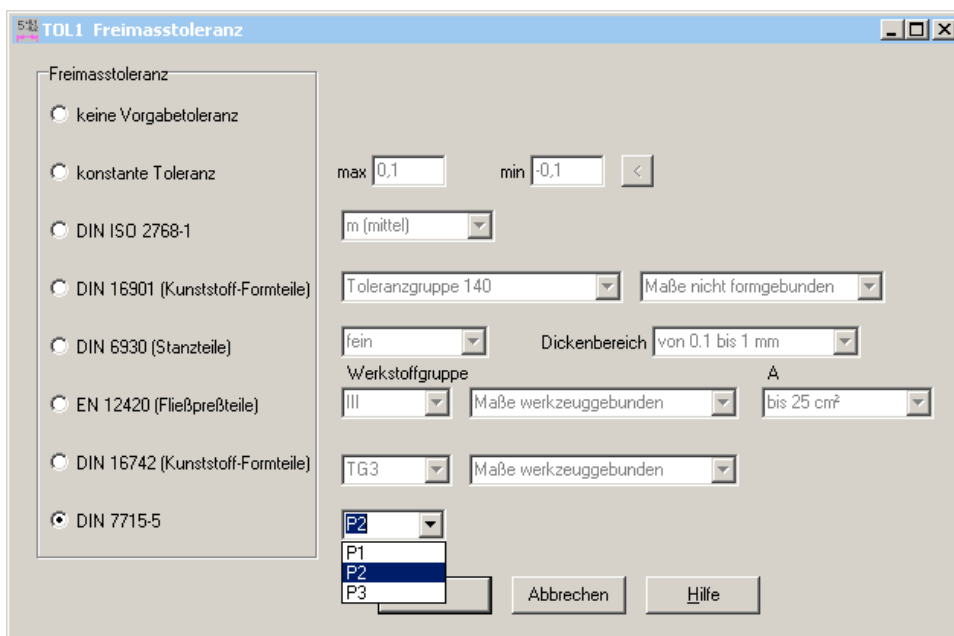 TOL1 Freimasstoleranz
Freimasstoleranz
keine Vorgabetoleranz
konstante Toleranz max 0,1 min -0,1 <
DIN ISO 2768-1 m (mittel)
DIN 16901 (Kunststoff-Formteile) Toleranzgruppe 140 Maße nicht formgebunden
DIN 6930 (Stanzteile) fein Dickenbereich von 0.1 bis 1 mm
Werkstoffgruppe A
EN 12420 (Fließpreßteile) III Maße werkzeuggebunden bis 25 cm²
DIN 16742 (Kunststoff-Formteile) TG3 Maße werkzeuggebunden
DIN 7715-5 P2
P1
P2
P3
Abbrechen Hilfe